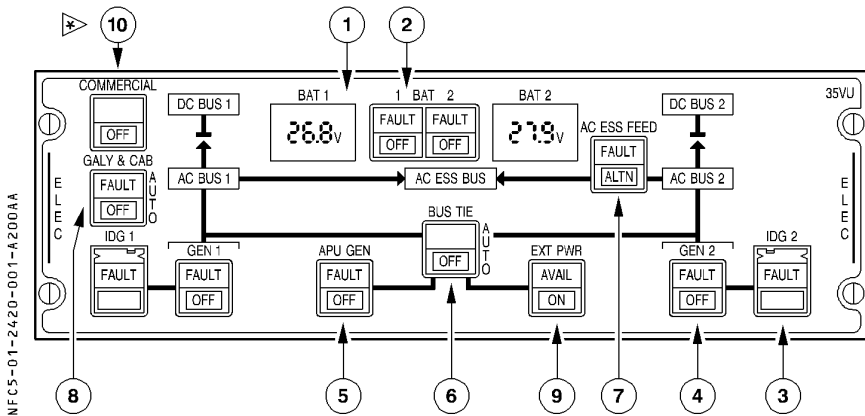 10 1 2
COMMERCIAL
OFF
35VU
DC BUS 1
BAT 1
26.8V
1 BAT 2
FAULT FAULT
OFF OFF
BAT 2
27.9V
DC BUS 2
AC ESS FEED
FAULT
ALTN
GALY & CAB
FAULT
OFF
AUTO
AC BUS 1
AC ESS BUS
AC BUS 2
ELEC
ELEC
BUS TIE
OFF
AUTO
IDG 1
FAULT
GEN 1
FAULT
OFF
APU GEN
FAULT
OFF
EXT PWR
AVAIL
ON
GEN 2
FAULT
OFF
IDG 2
FAULT
8 5 6 9 7 4 3
NFC5-01-2420-001-A200AA